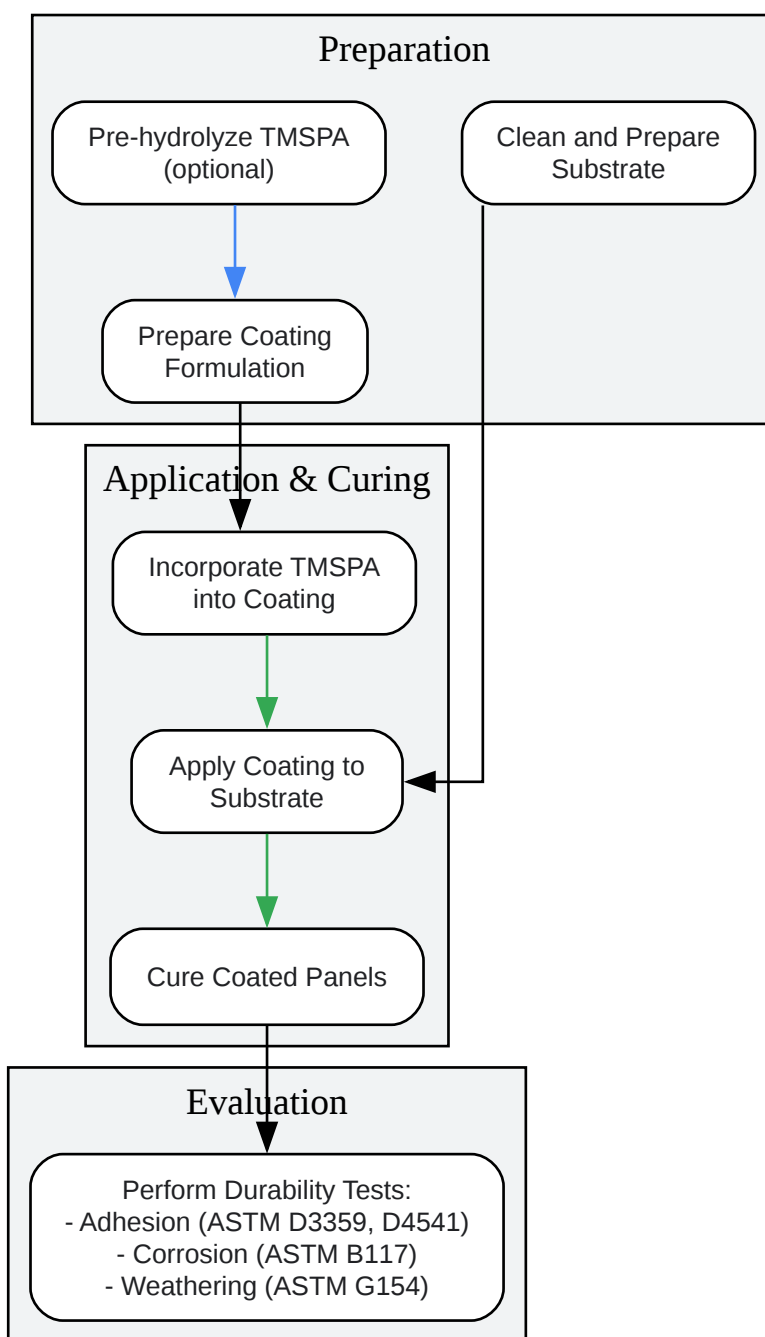 Preparation
Pre-hydrolyze TMSPA
(optional)
Clean and Prepare
Substrate
Prepare Coating
Formulation
Application & Curing
Incorporate TMSPA
into Coating
Apply Coating to
Substrate
Cure Coated Panels
Evaluation
Perform Durability Tests:
- Adhesion (ASTM D3359, D4541)
- Corrosion (ASTM B117)
- Weathering (ASTM G154)